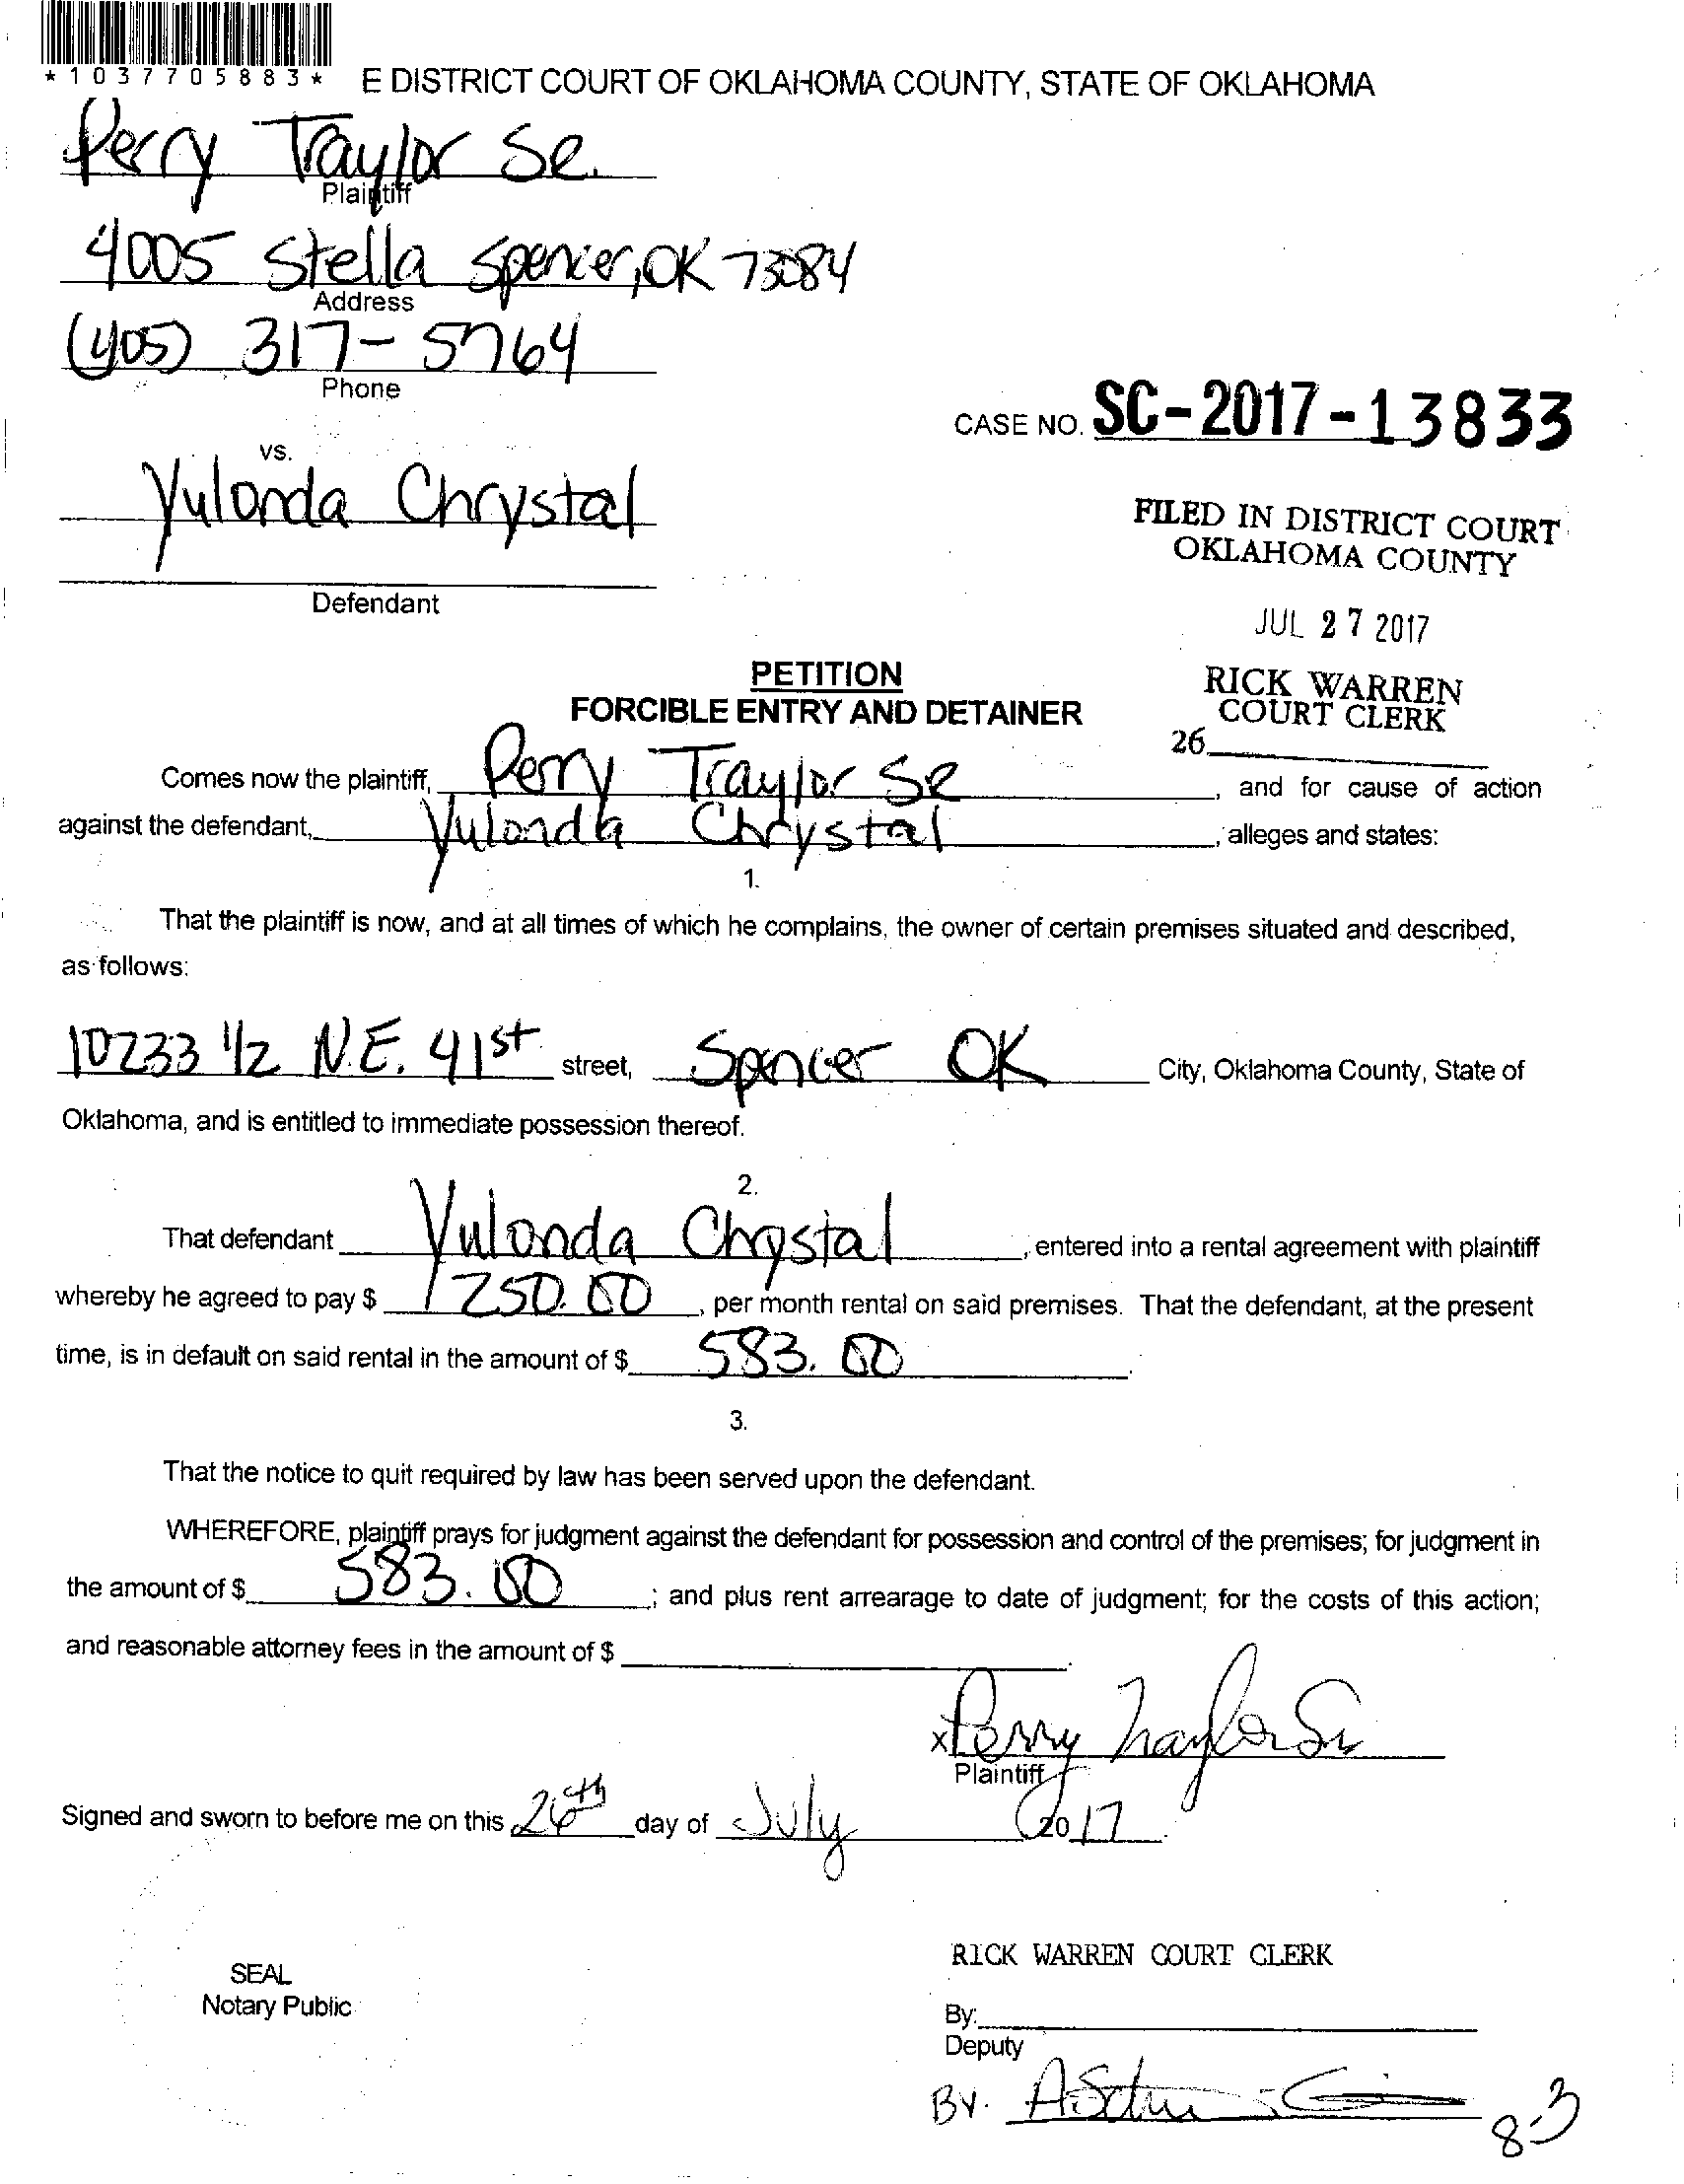 *1037705883*
E DISTRICT COURT OF OKLAHOMA COUNTY, STATE OF OKLAHOMA
Perry Traylor Sr.
Plaintiff
4005 Stella Spencer, OK 73084
Address
(405) 317-5764
Phone
CASE NO. SC-2017-13833
vs.
Yulonda Chrystal
Defendant
FILED IN DISTRICT COURT
OKLAHOMA COUNTY
JUL 27 2017
RICK WARREN
COURT CLERK
26
PETITION
FORCIBLE ENTRY AND DETAINER
Comes now the plaintiff, Perry Traylor Sr, and for cause of action
against the defendant, Yulonda Chrystal, alleges and states:
1.
That the plaintiff is now, and at all times of which he complains, the owner of certain premises situated and described,
as follows:
10233 1/2 N.E. 41st street, Spencer OK City, Oklahoma County, State of
Oklahoma, and is entitled to immediate possession thereof.
2.
That defendant Yulonda Chrystal, entered into a rental agreement with plaintiff
whereby he agreed to pay $ 250.00, per month rental on said premises. That the defendant, at the present
time, is in default on said rental in the amount of $ 583.00.
3.
That the notice to quit required by law has been served upon the defendant.
WHEREFORE, plaintiff prays for judgment against the defendant for possession and control of the premises; for judgment in
the amount of $ 583.00; and plus rent arrearage to date of judgment; for the costs of this action;
and reasonable attorney fees in the amount of $ .
x Perry Traylor Sr
Plaintiff
Signed and sworn to before me on this 26th day of July 2017.
SEAL
Notary Public
RICK WARREN COURT CLERK
By:
Deputy
BY.
8-3